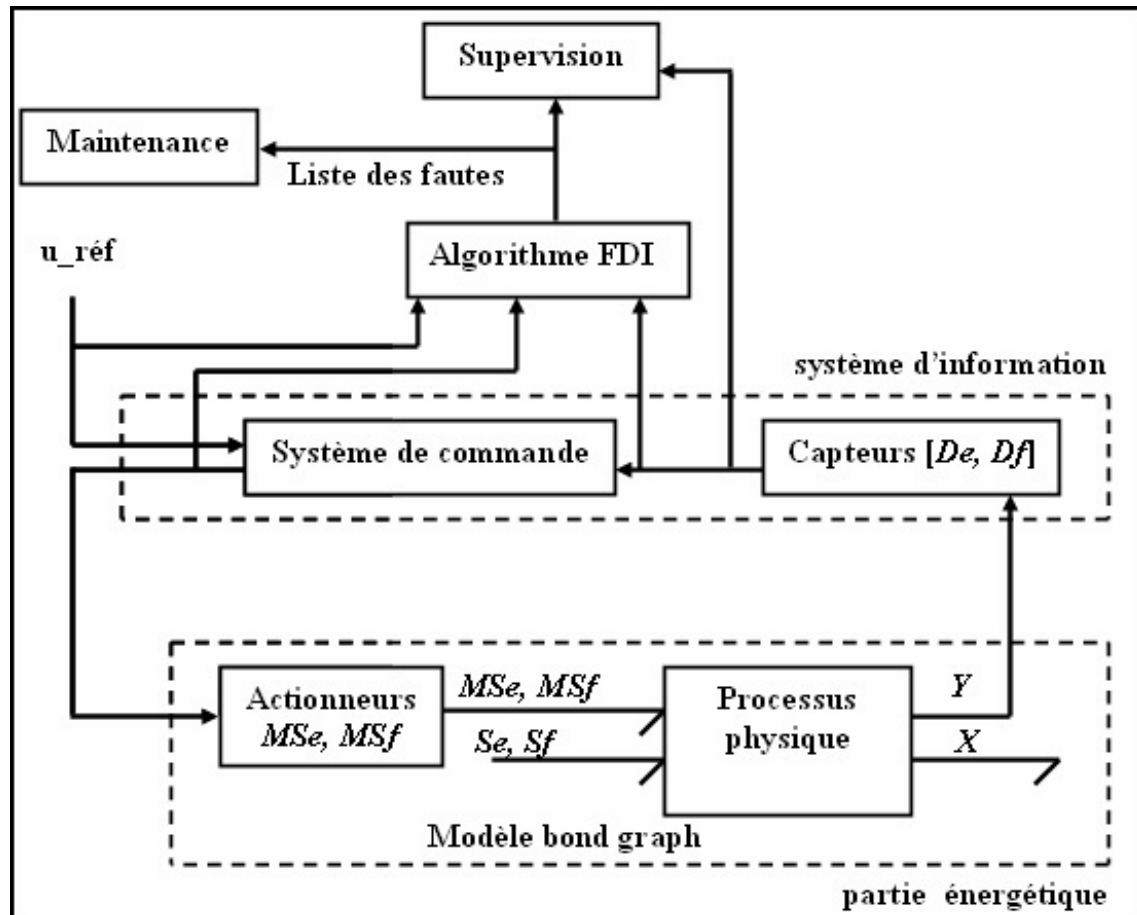 Supervision
Maintenance
Liste des fautes
u_réf
Algorithme FDI
système d'information
Système de commande
Capteurs [De, Df]
Actionneurs
MSe, MSf
MSe, MSf
Se, Sf
Processus
physique
Y
X
Modèle bond graph
partie énergétique